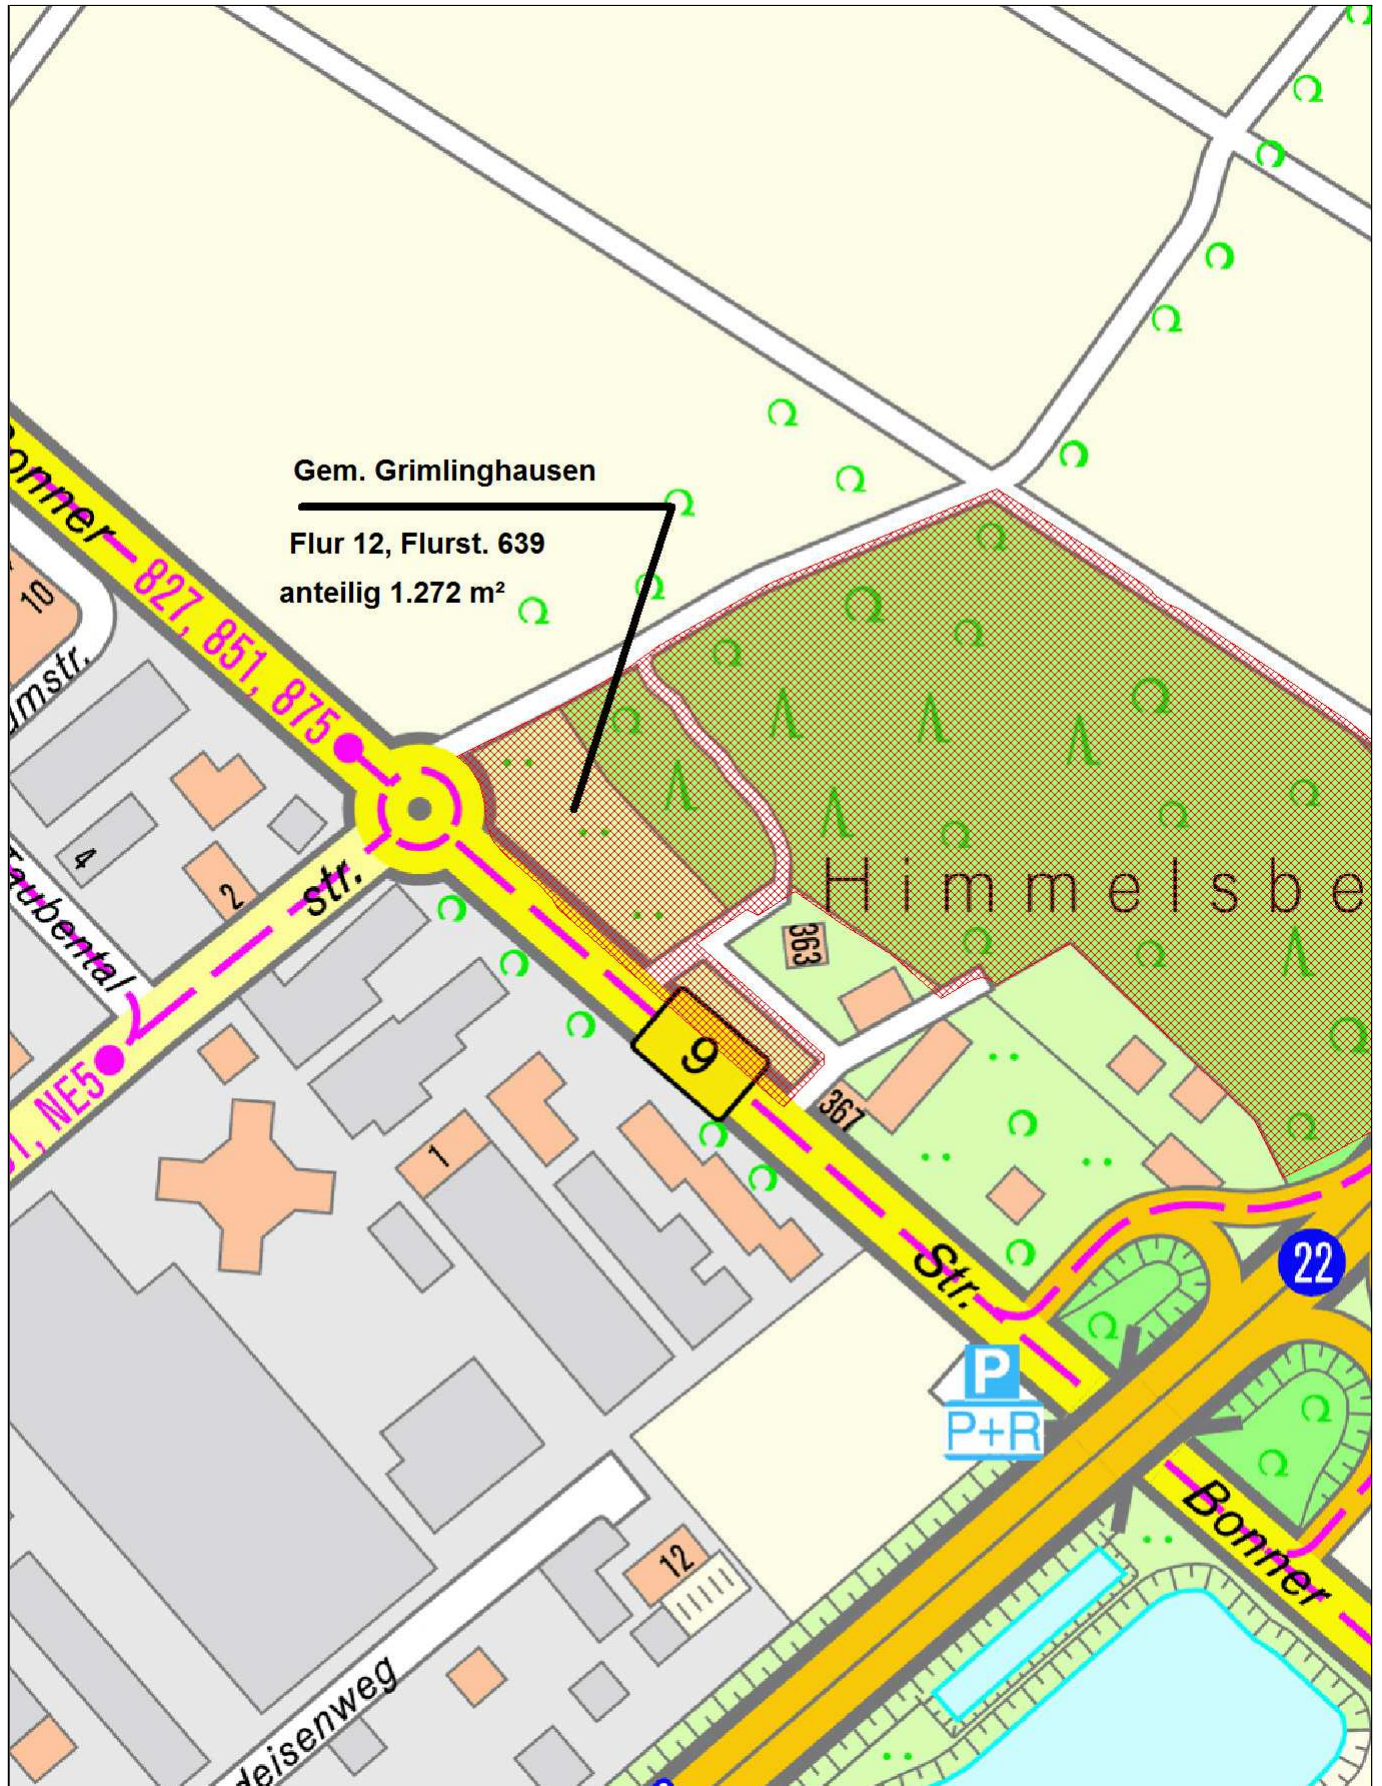 Gem. Grimlinghausen
Flur 12, Flurst. 639
anteilig 1.272 m²
Bonner
827, 851, 875
10
4
2
str.
Taubental
NE5
Himmelsbe
363
9
367
1
Str.
22
P
P+R
Bonner
12